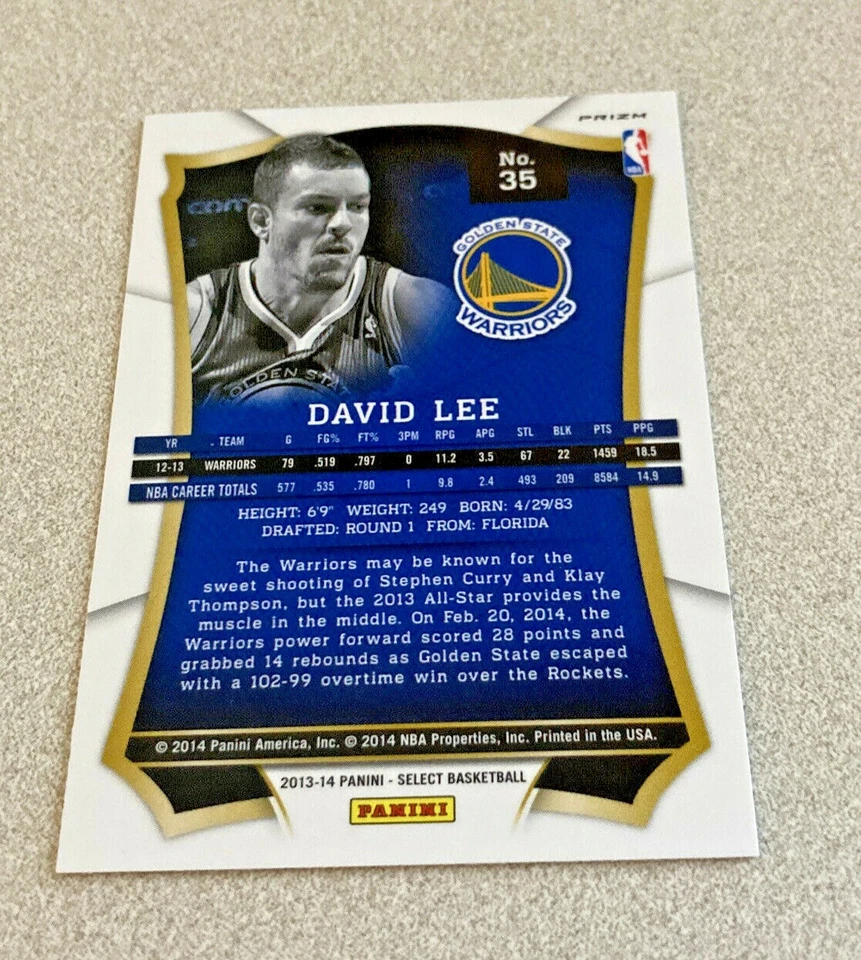 PRIZM
No.
35
NBA
GOLDEN STATE
WARRIORS
OLDEN STA
DAVID LEE
YR TEAM G FG% FT% 3PM RPG APG STL BLK PTS PPG
12-13 WARRIORS 79 .519 .797 0 11.2 3.5 67 22 1459 18.5
NBA CAREER TOTALS 577 .535 .780 1 9.8 2.4 493 209 8584 14.9
HEIGHT: 6'9" WEIGHT: 249 BORN: 4/29/83
DRAFTED: ROUND 1 FROM: FLORIDA
The Warriors may be known for the
sweet shooting of Stephen Curry and Klay
Thompson, but the 2013 All-Star provides the
muscle in the middle. On Feb. 20, 2014, the
Warriors power forward scored 28 points and
grabbed 14 rebounds as Golden State escaped
with a 102-99 overtime win over the Rockets.
© 2014 Panini America, Inc. © 2014 NBA Properties, Inc. Printed in the USA.
2013-14 PANINI - SELECT BASKETBALL
PANINI